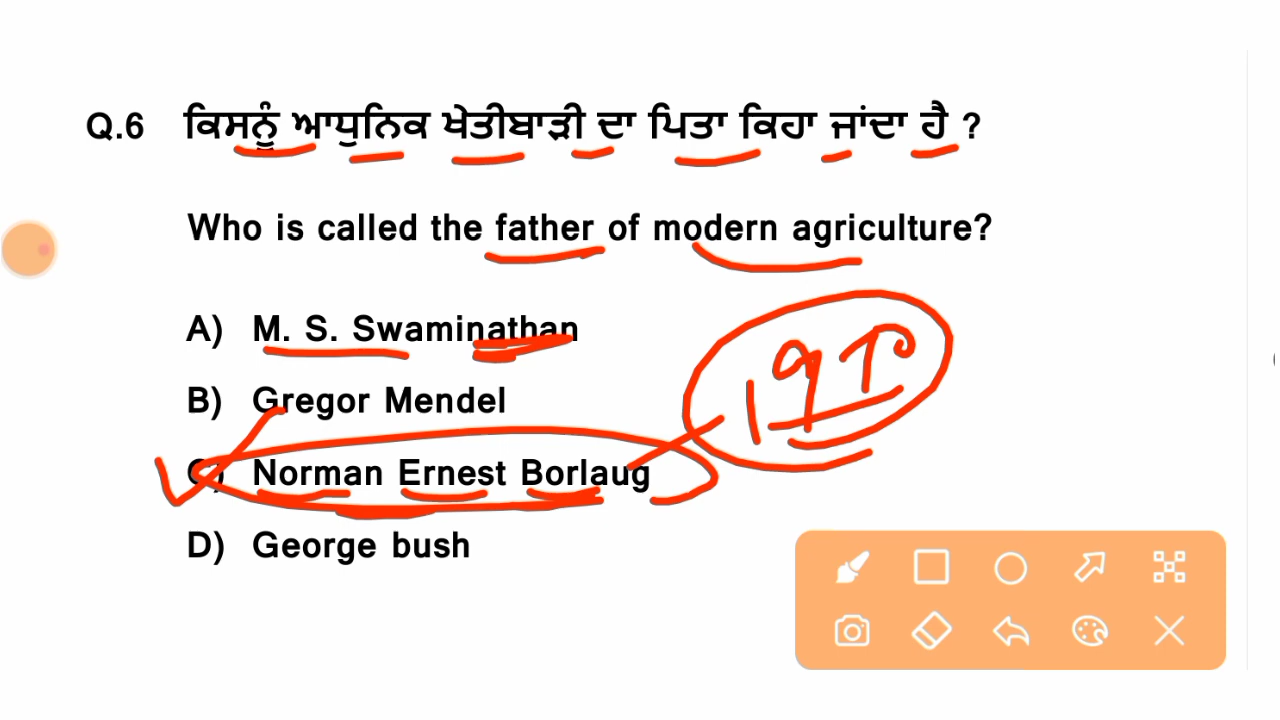 Q.6 ਕਿਸਨੂੰ ਆਧੁਨਿਕ ਖੇਤੀਬਾੜੀ ਦਾ ਪਿਤਾ ਕਿਹਾ ਜਾਂਦਾ ਹੈ ?
Who is called the father of modern agriculture?
A) M. S. Swaminathan
B) Gregor Mendel
C) Norman Ernest Borlaug
D) George bush